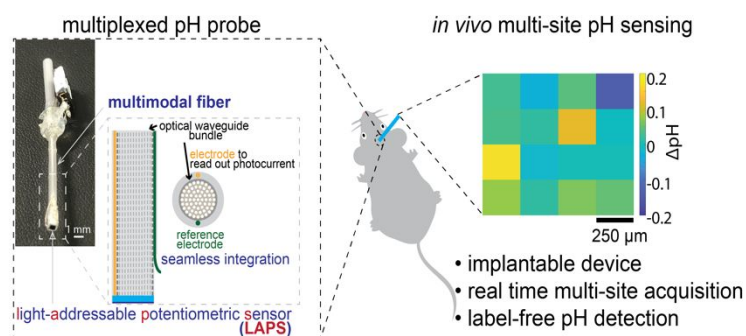 multiplexed pH probe
multimodal fiber
optical waveguide
bundle
electrode to
read out photocurrent
reference
electrode
seamless integration
1 mm
light-addressable potentiometric sensor
(LAPS)
in vivo multi-site pH sensing
0.2
0.1
0
-0.1
-0.2
ΔpH
250 µm
• implantable device
• real time multi-site acquisition
• label-free pH detection